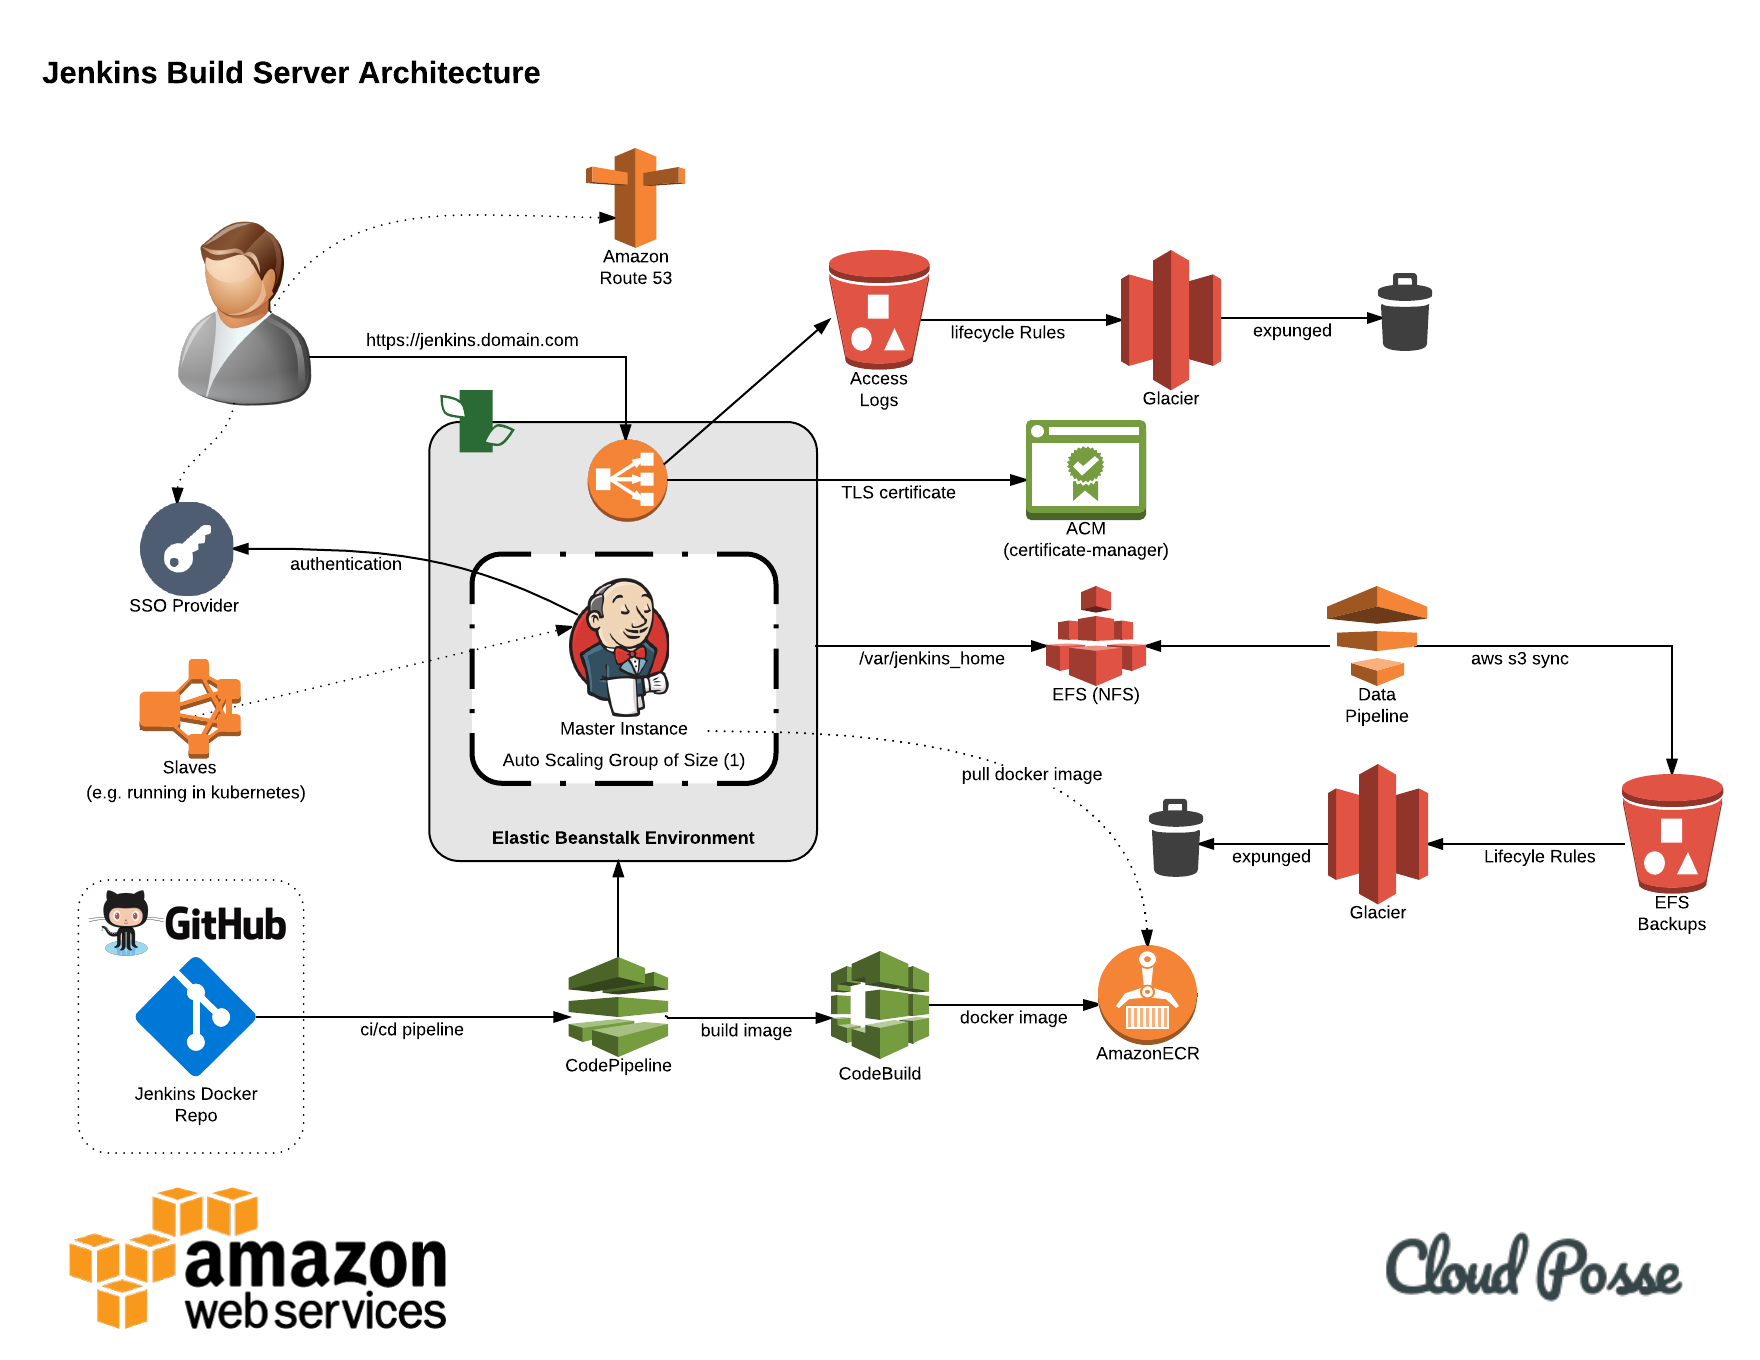 Jenkins Build Server Architecture
Amazon
Route 53
https://jenkins.domain.com
Access
Logs
lifecycle Rules
Glacier
expunged
TLS certificate
ACM
(certificate-manager)
authentication
SSO Provider
Master Instance
Auto Scaling Group of Size (1)
Elastic Beanstalk Environment
/var/jenkins_home
EFS (NFS)
Data
Pipeline
aws s3 sync
Slaves
(e.g. running in kubernetes)
pull docker image
expunged
Glacier
Lifecyle Rules
EFS
Backups
GitHub
Jenkins Docker
Repo
ci/cd pipeline
CodePipeline
build image
CodeBuild
docker image
AmazonECR
amazon
webservices
Cloud Posse